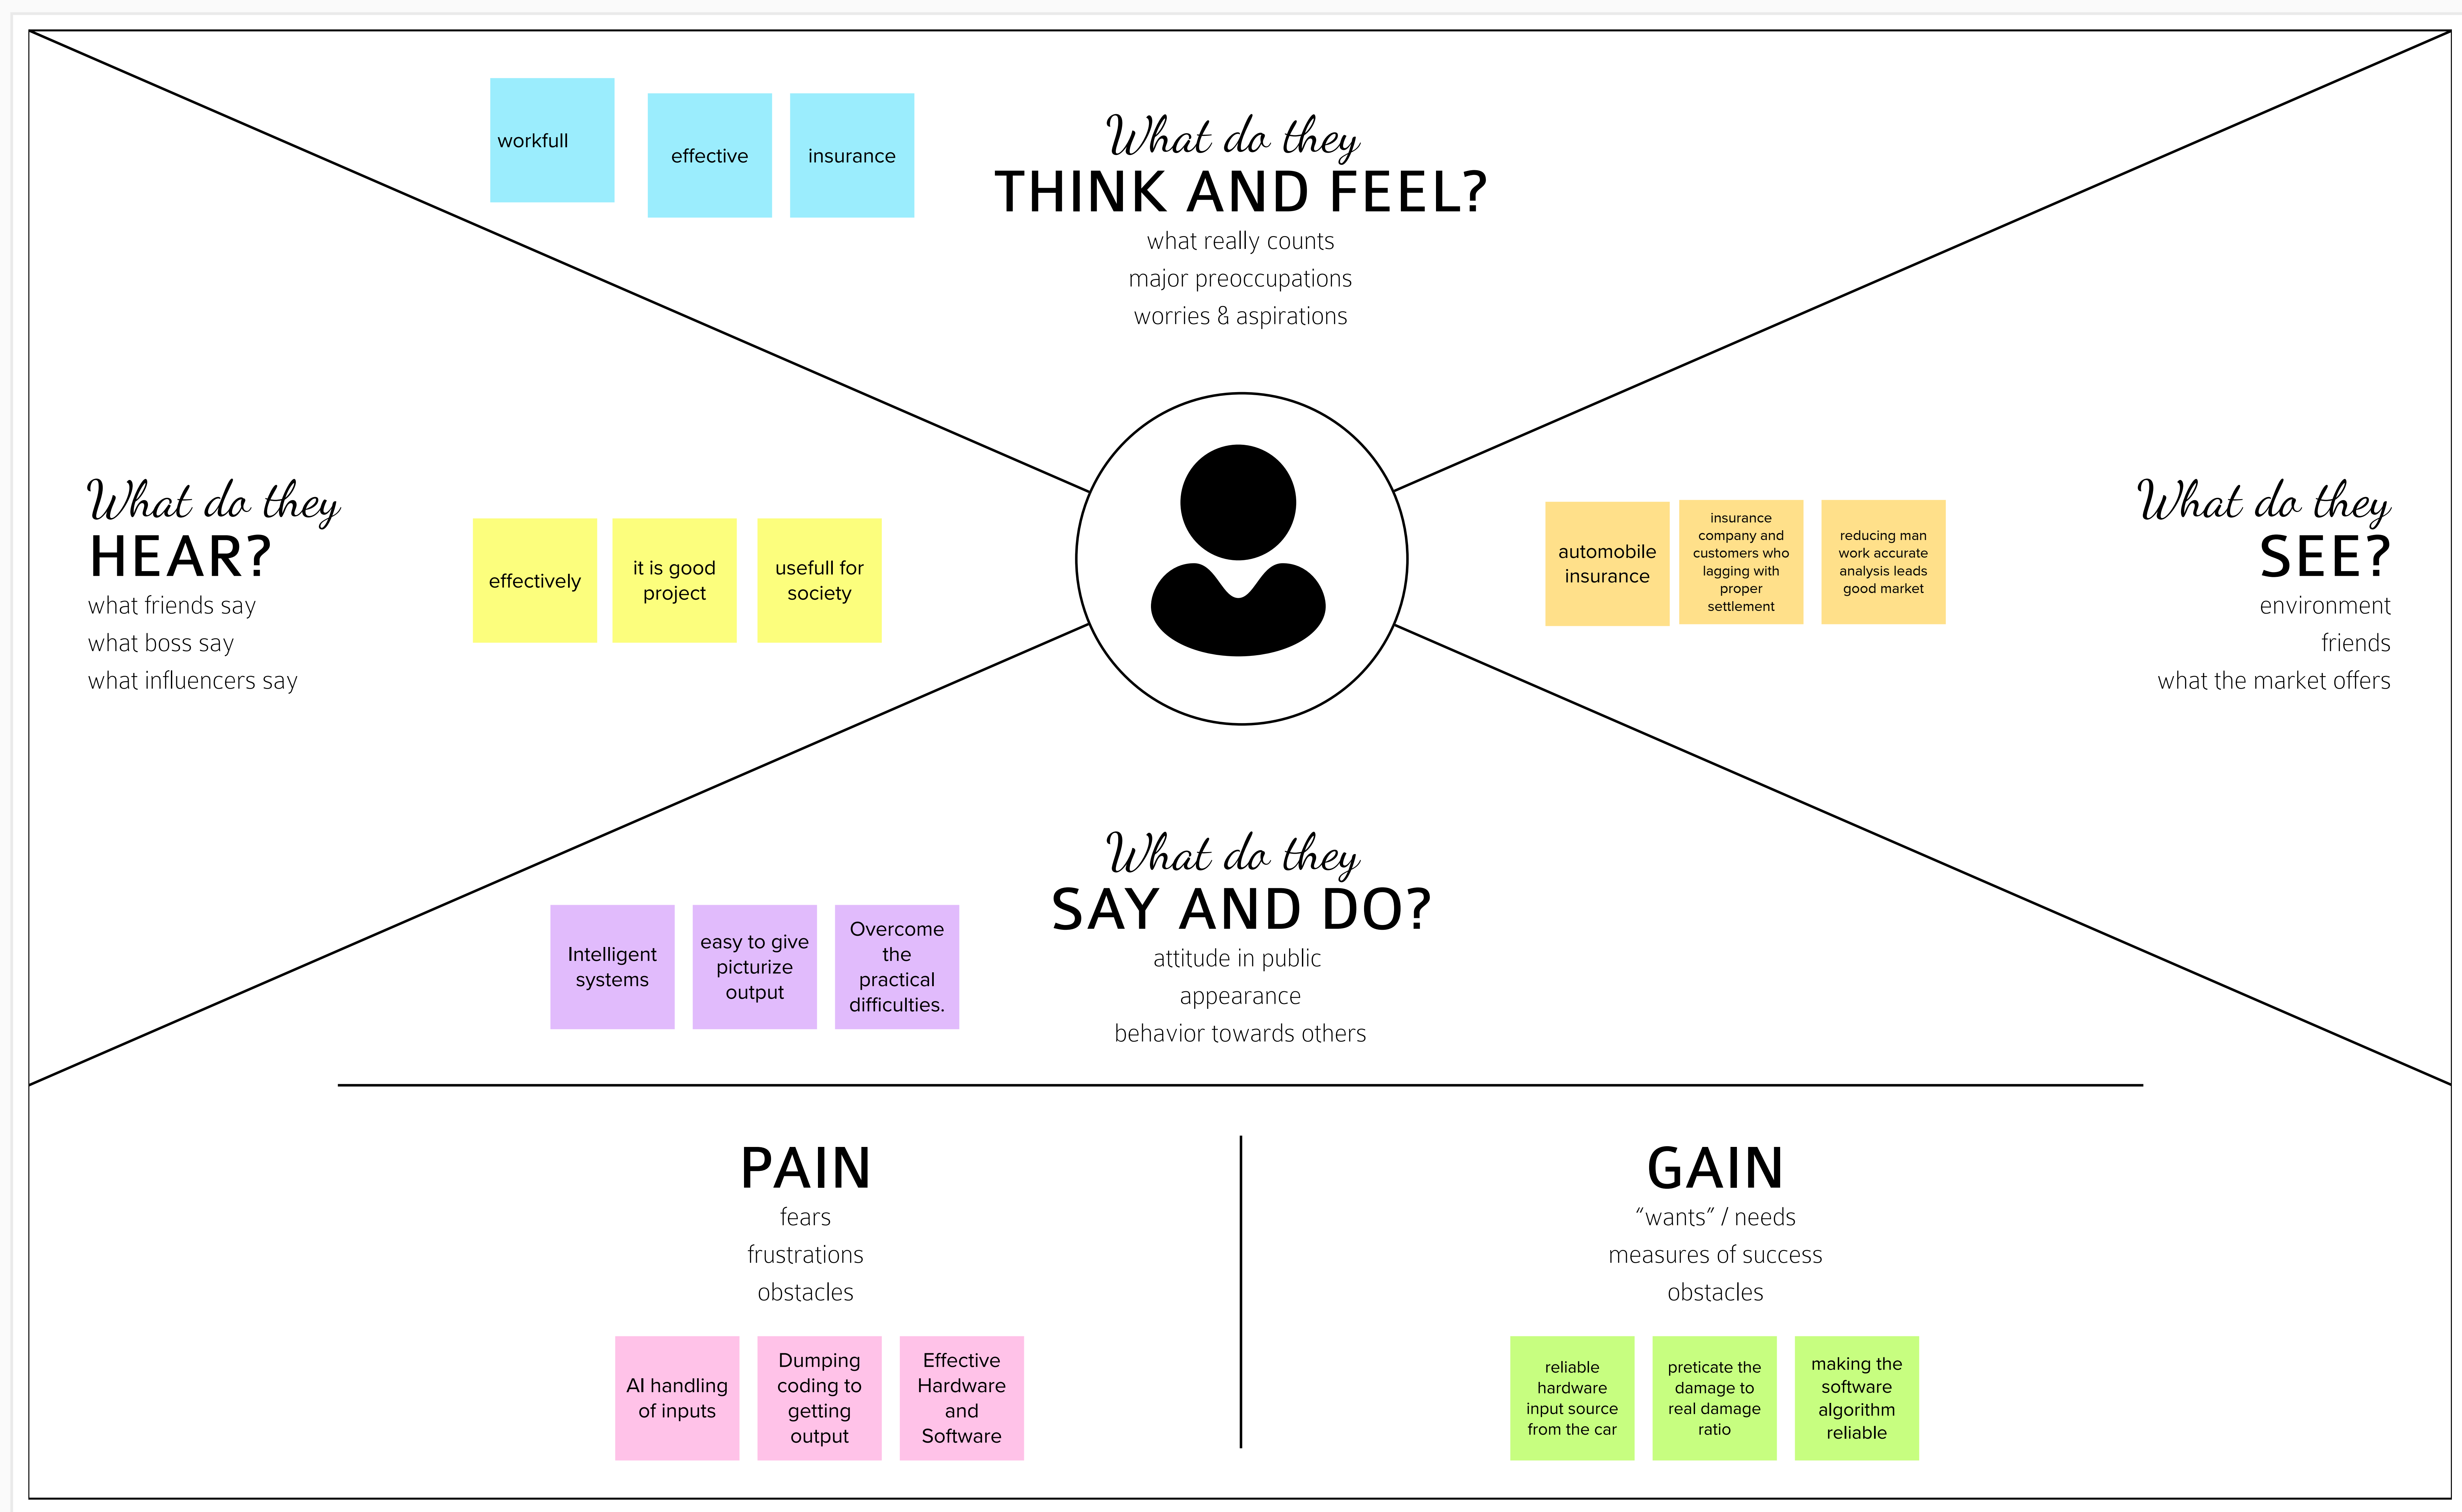 workfull
effective
insurance
What do they
THINK AND FEEL?
what really counts
major preoccupations
worries & aspirations
What do they
HEAR?
what friends say
what boss say
what influencers say
effectively
it is good
project
usefull for
society
automobile
insurance
insurance
company and
customers who
lagging with
proper
settlement
reducing man
work accurate
analysis leads
good market
What do they
SEE?
environment
friends
what the market offers
Intelligent
systems
easy to give
picturize
output
Overcome
the
practical
difficulties.
What do they
SAY AND DO?
attitude in public
appearance
behavior towards others
PAIN
fears
frustrations
obstacles
AI handling
of inputs
Dumping
coding to
getting
output
Effective
Hardware
and
Software
GAIN
“wants” / needs
measures of success
obstacles
reliable
hardware
input source
from the car
preticate the
damage to
real damage
ratio
making the
software
algorithm
reliable